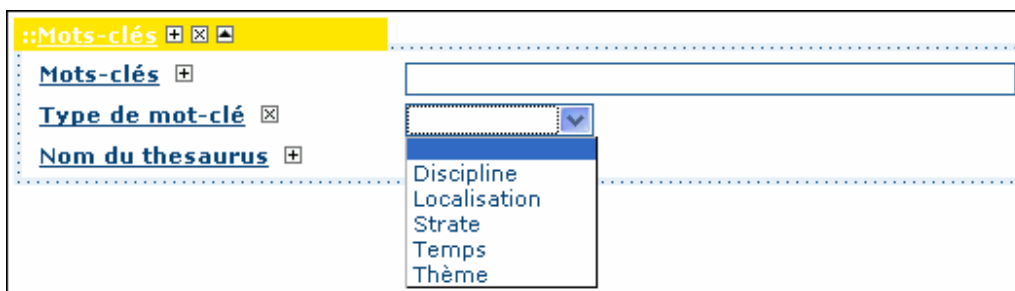 ::Mots-clés
Mots-clés
Type de mot-clé
Nom du thesaurus
Discipline
Localisation
Strate
Temps
Thème